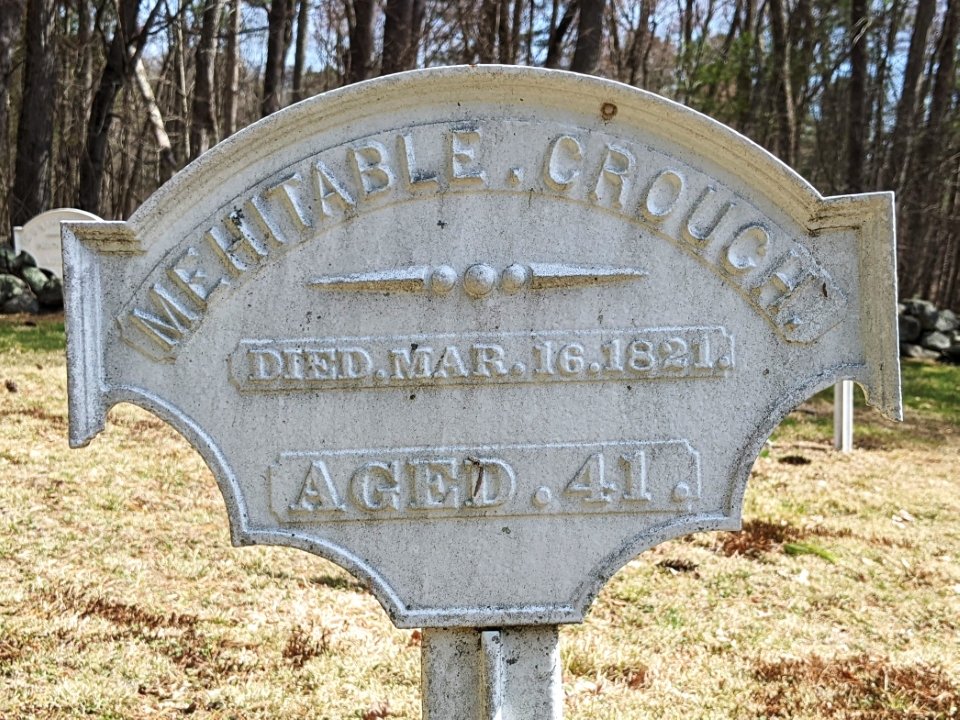 MEHITABLE. CROUCH.
DIED. MAR. 16. 1821.
AGED. 41.